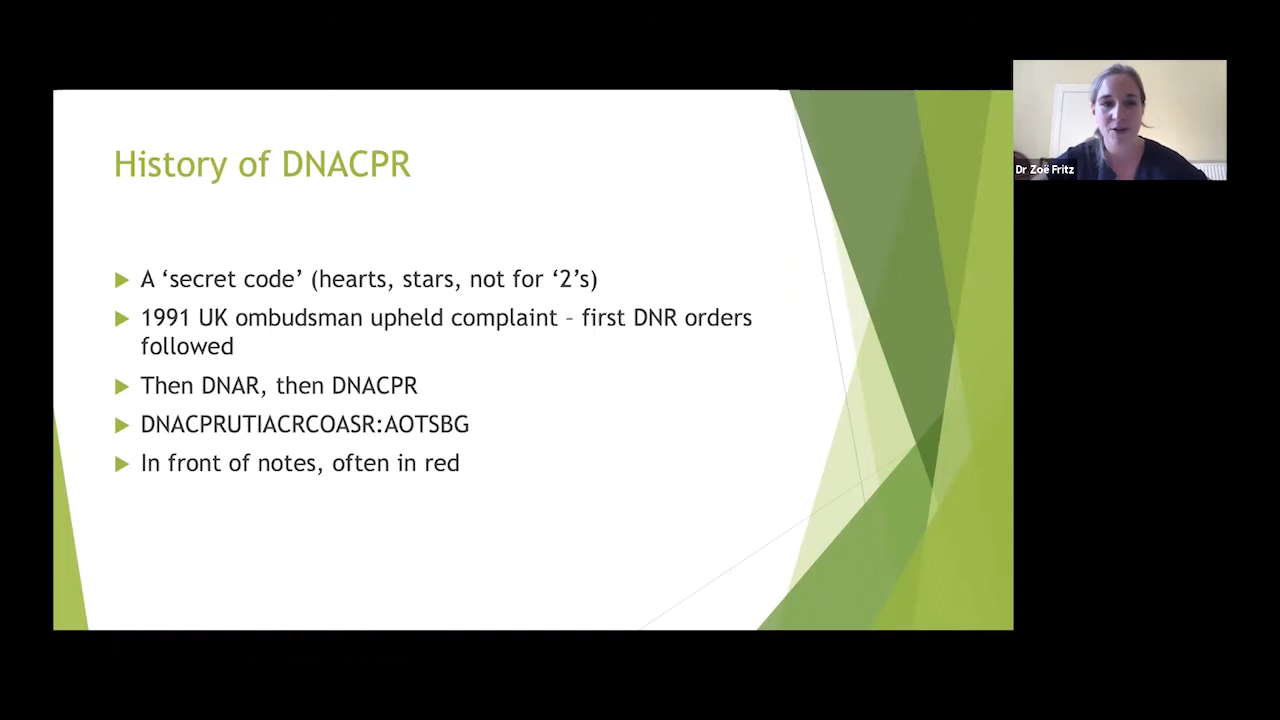 History of DNACPR
A ‘secret code’ (hearts, stars, not for ‘2’s)
1991 UK ombudsman upheld complaint – first DNR orders
followed
Then DNAR, then DNACPR
DNACPRUTIACRCOASR:AOTSBG
In front of notes, often in red
Dr Zoë Fritz